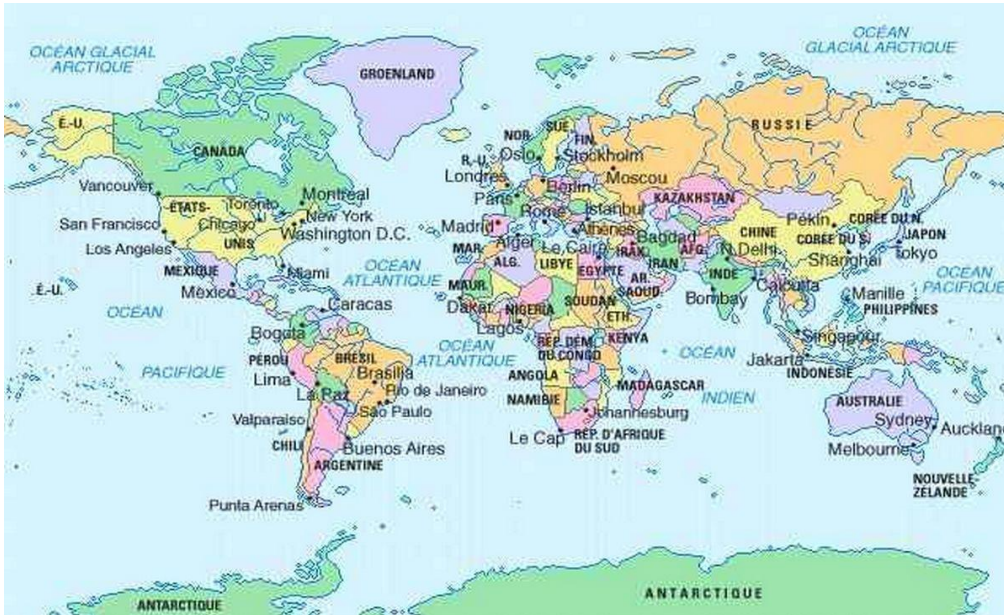 OCÉAN GLACIAL
ARCTIQUE
OCÉAN
GLACIAL ARCTIQUE
GROENLAND
É.-U.
CANADA
RUSSIE
NOR.
SUE.
FIN.
R.-U.
Oslo
Stockholm
Londres
Berlin
Moscou
Vancouver
Montreal
Paris
KAZAKHSTAN
ÉTATS-
Toronto
New York
Rome
Istanbul
San Francisco
Chicago
Washington D.C.
Madrid
Athènes
Pékin
CORÉE DU N.
Los Angeles
UNIS
Alger
Le Caire
Bagdad
CHINE
CORÉE DU S.
JAPON
MAR.
IRAK
IRAN
AFG.
N.Delhi
Shanghai
Tokyo
MEXIQUE
Miami
OCÉAN
ATLANTIQUE
ALG.
LIBYE
EGYPTE
INDE
OCÉAN
PACIFIQUE
É.-U.
México
MAUR.
AR.
SAOUD.
Calcutta
Caracas
Dakar
SOUDAN
Bombay
Manille
PHILIPPINES
OCÉAN
NIGERIA
ETH.
Bogota
Lagos
KENYA
Singapour
OCÉAN
ATLANTIQUE
RÉP. DÉM.
DU CONGO
OCÉAN
PÉROU
BRÉSIL
Jakarta
INDONÉSIE
PACIFIQUE
Lima
Brasilia
ANGOLA
La Paz
Rio de Janeiro
MADAGASCAR
INDIEN
NAMIBIE
AUSTRALIE
São Paulo
Johannesburg
Valparaiso
Sydney
Auckland
CHILI
Buenos Aires
Le Cap
RÉP. D'AFRIQUE
DU SUD
Melbourne
ARGENTINE
NOUVELLE-
ZÉLANDE
Punta Arenas
ANTARCTIQUE
ANTARCTIQUE